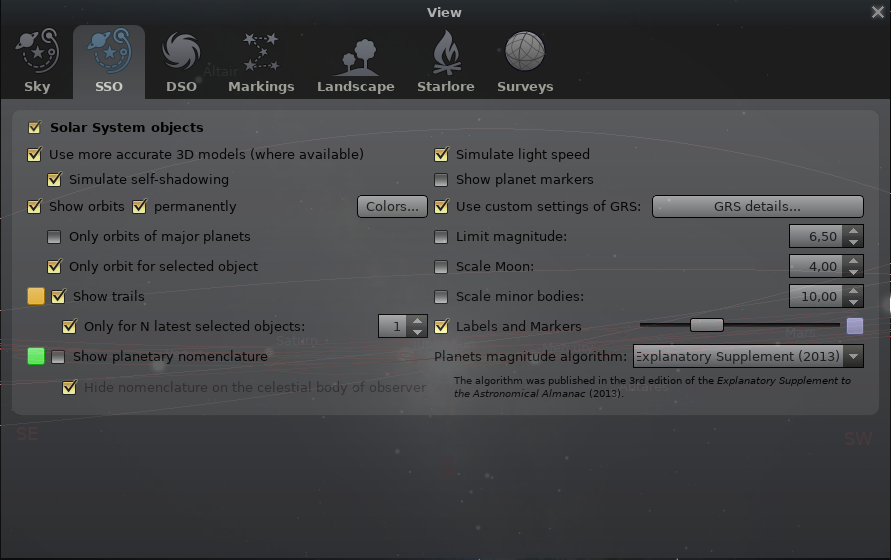 View
Altair
Sky
SSO
DSO
Markings
Landscape
Starlore
Surveys
Solar System objects
Use more accurate 3D models (where available)
Simulate self-shadowing
Show orbits
permanently
Colors...
Only orbits of major planets
Only orbit for selected object
Show trails
Only for N latest selected objects:
1
Show planetary nomenclature
Hide nomenclature on the celestial body of observer
Simulate light speed
Show planet markers
Use custom settings of GRS:
GRS details...
Limit magnitude:
6,50
Scale Moon:
4,00
Scale minor bodies:
10,00
Labels and Markers
Planets magnitude algorithm:
Explanatory Supplement (2013)
The algorithm was published in the 3rd edition of the Explanatory Supplement to
the Astronomical Almanac (2013).
Saturn
Mars
SE
SW